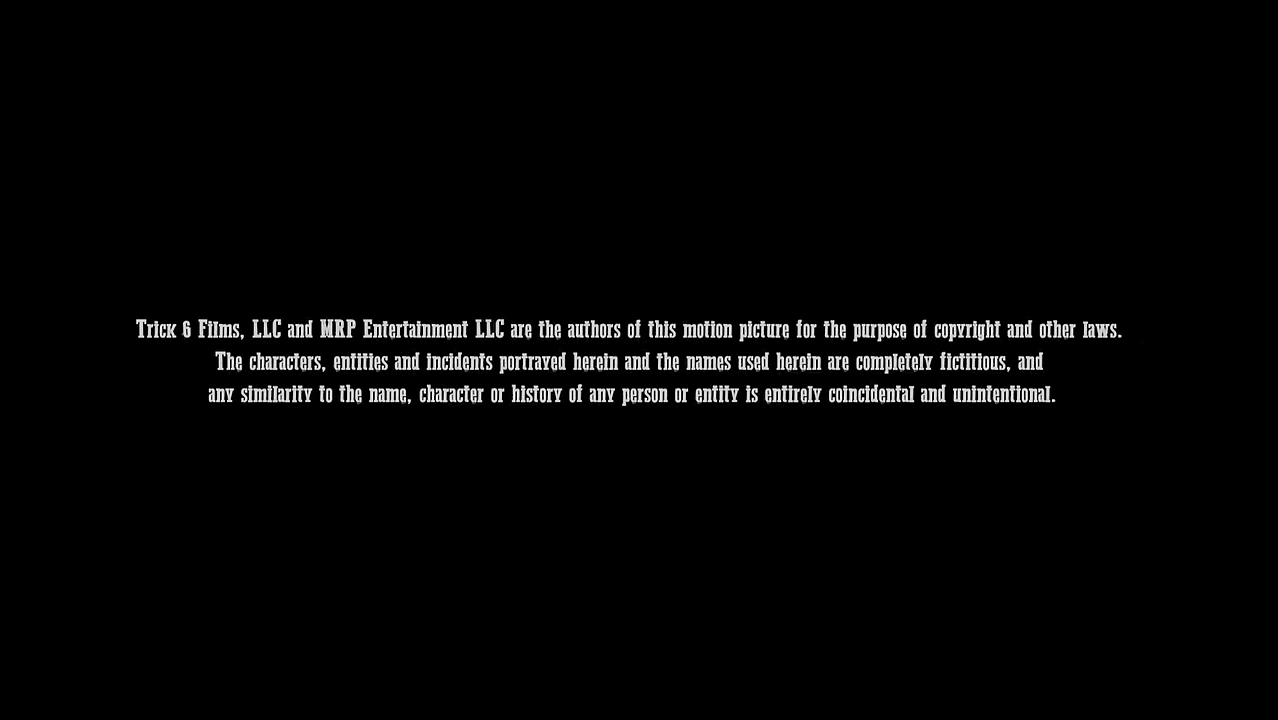 Trick 6 Films, LLC and MRP Entertainment LLC are the authors of this motion picture for the purpose of copyright and other laws.
The characters, entities and incidents portrayed herein and the names used herein are completely fictitious, and
any similarity to the name, character or history of any person or entity is entirely coincidental and unintentional.